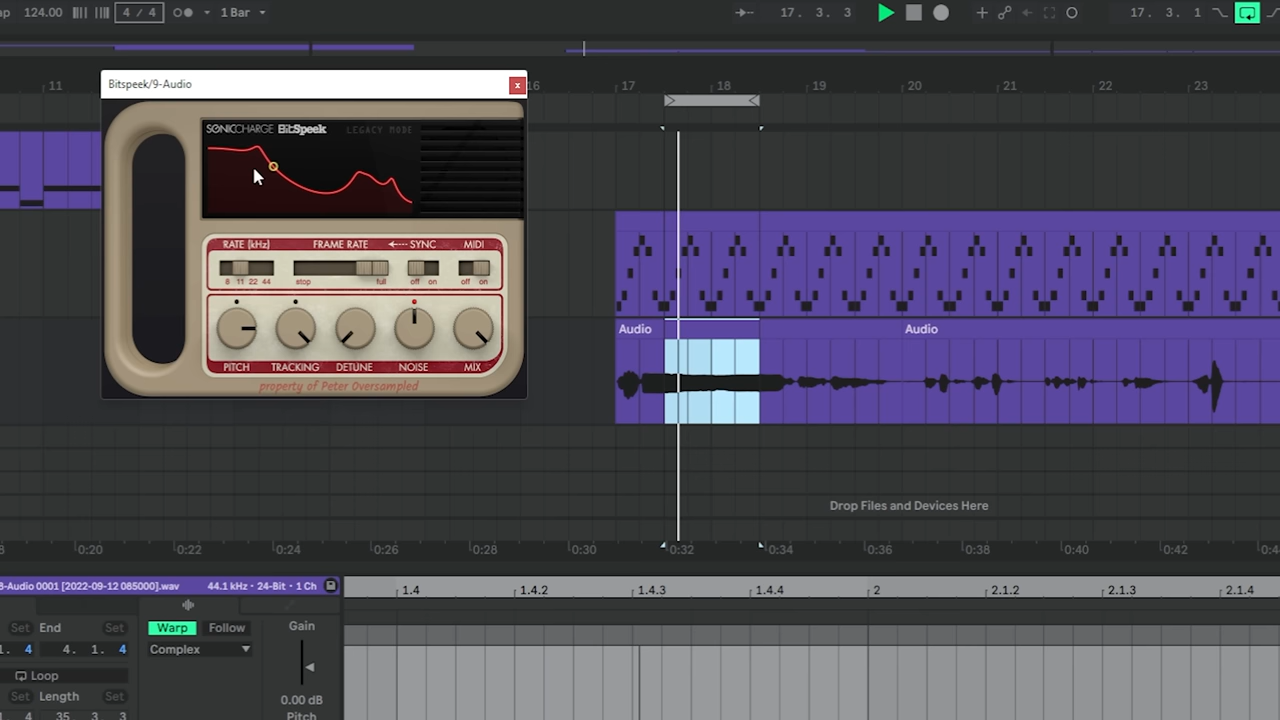 ap 124.00 4 / 4 1 Bar 17. 3. 3 17. 3. 1
11 16 17 18 19 20 21 22 23
Bitspeek/9-Audio x
SONICCHARGE BitSpeek LEGACY MODE
RATE (kHz) FRAME RATE SYNC MIDI
8 11 22 44 stop full off on off on
PITCH TRACKING DETUNE NOISE MIX
property of Peter Oversampled
Audio Audio
Drop Files and Devices Here
8 0:20 0:22 0:24 0:26 0:28 0:30 0:32 0:34 0:36 0:38 0:40 0:42 0:4
8-Audio 0001 [2022-09-12 085000].wav 44.1 kHz · 24-Bit · 1 Ch
1.4 1.4.2 1.4.3 1.4.4 2 2.1.2 2.1.3 2.1.4
Set End Set Warp Follow Gain
1. 4 4. 1. 4 Complex
Loop
Set Length Set 0.00 dB
4 35 3 3 Pitch